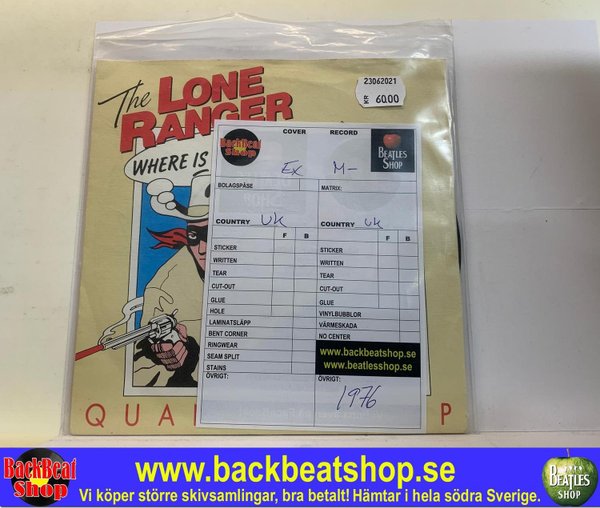 The LONE
RANGER
WHERE IS
23062021
KR 60.00
COVER RECORD
BackBeat
Shop
Ex M-
BEATLES
SHOP
BOLAGSPÅSE MATRIX:
COUNTRY UK COUNTRY UK
F B F B
STICKER STICKER
WRITTEN WRITTEN
TEAR TEAR
CUT-OUT CUT-OUT
GLUE GLUE
HOLE VINYLBUBBLOR
LAMINATSLÄPP VÄRMESKADA
BENT CORNER NO CENTER
RINGWEAR www.backbeatshop.se
SEAM SPLIT www.beatlesshop.se
STAINS
ÖVRIGT: ÖVRIGT:
1976
QUA P
BackBeat
Shop
www.backbeatshop.se
Vi köper större skivsamlingar, bra betalt! Hämtar i hela södra Sverige.
BEATLES
SHOP